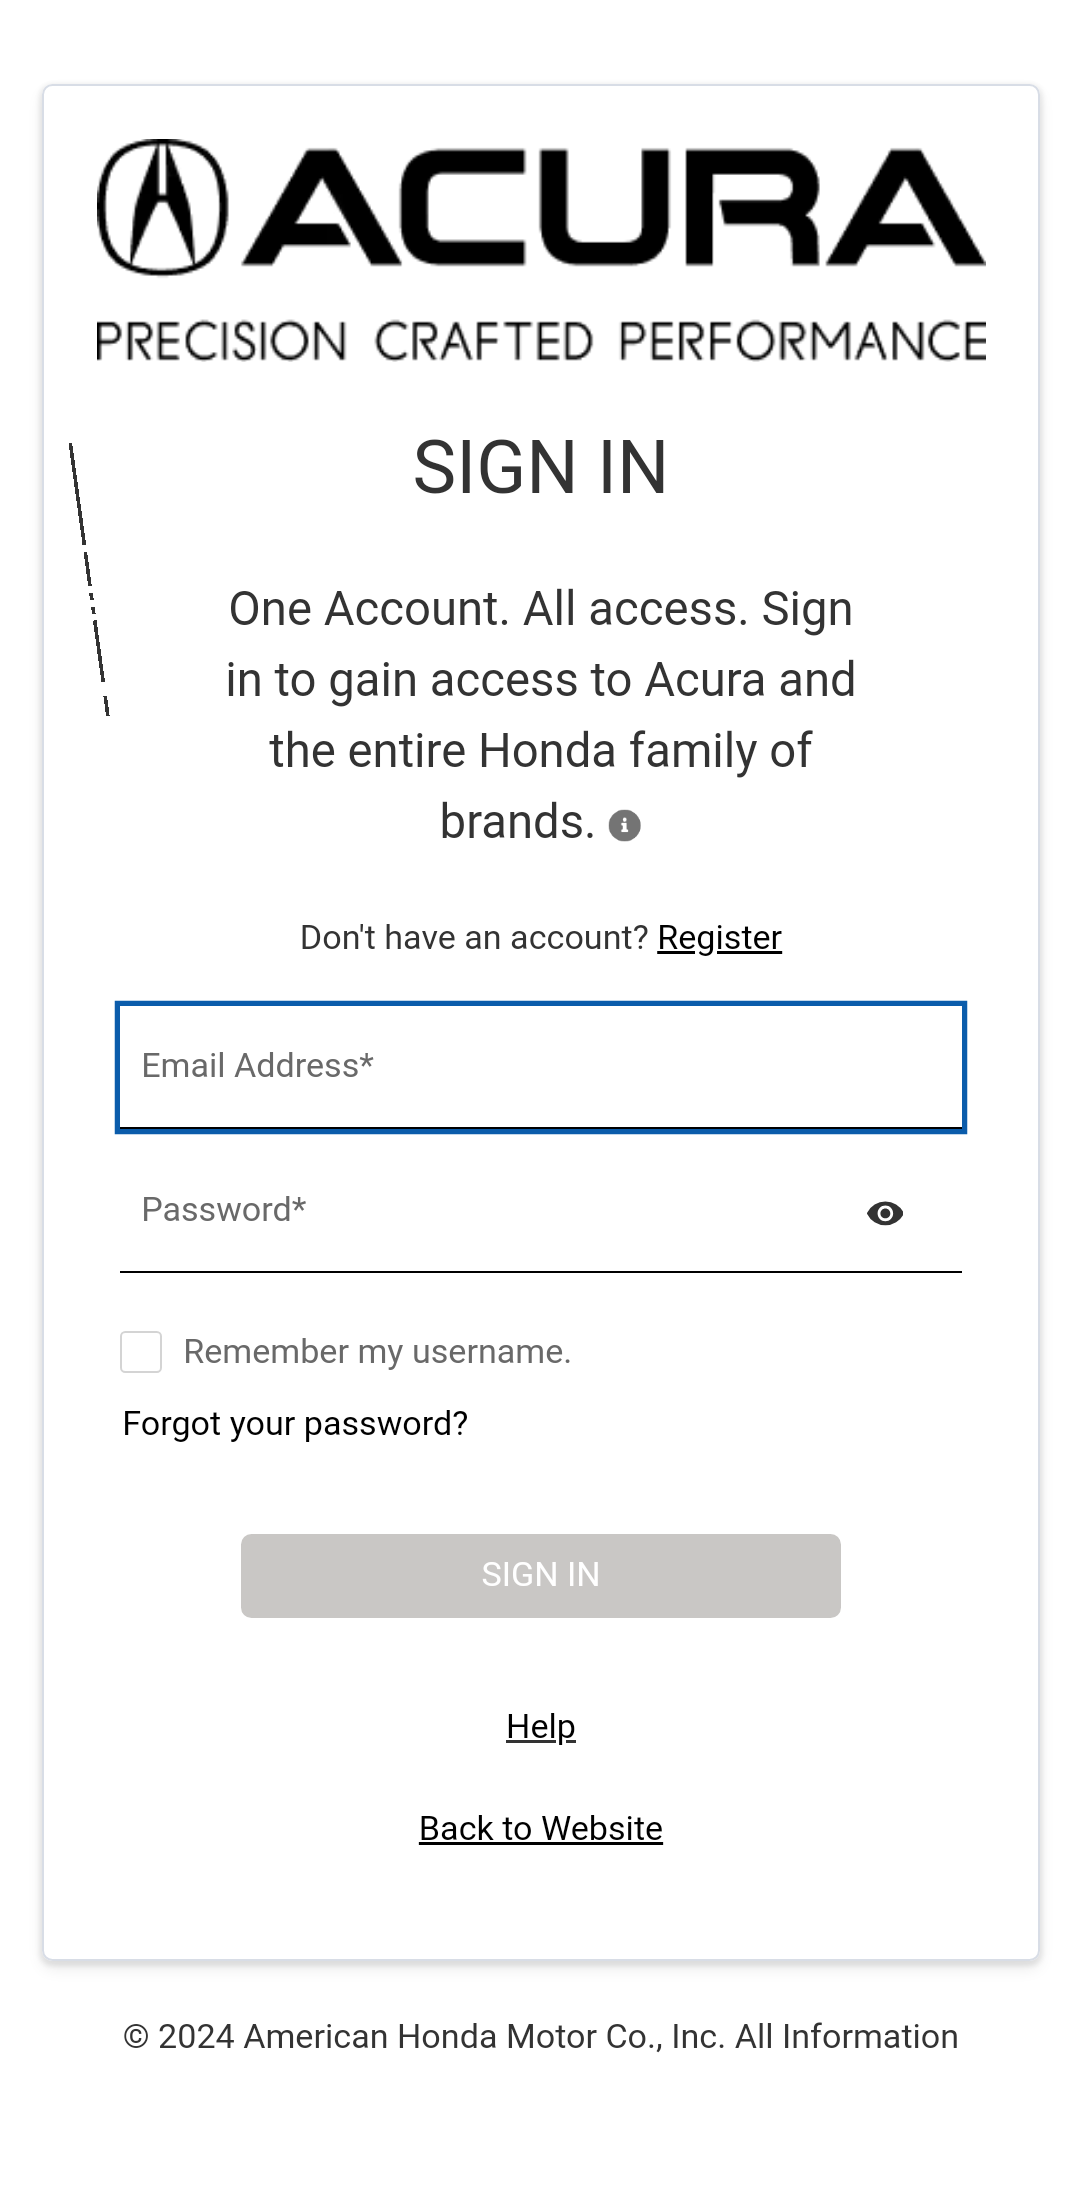 ACURA
PRECISION CRAFTED PERFORMANCE
SIGN IN
One Account. All access. Sign
in to gain access to Acura and
the entire Honda family of
brands.
Don't have an account? Register
Email Address*
Password*
Remember my username.
Forgot your password?
SIGN IN
Help
Back to Website
© 2024 American Honda Motor Co., Inc. All Information